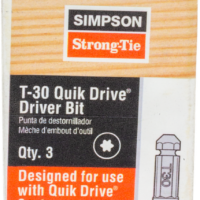 SIMPSON
Strong-Tie
T-30 Quik Drive®
Driver Bit
Punta de destornillador
Mèche d'embout d'outil
Qty. 3
T30
Designed for use
with Quik Drive®